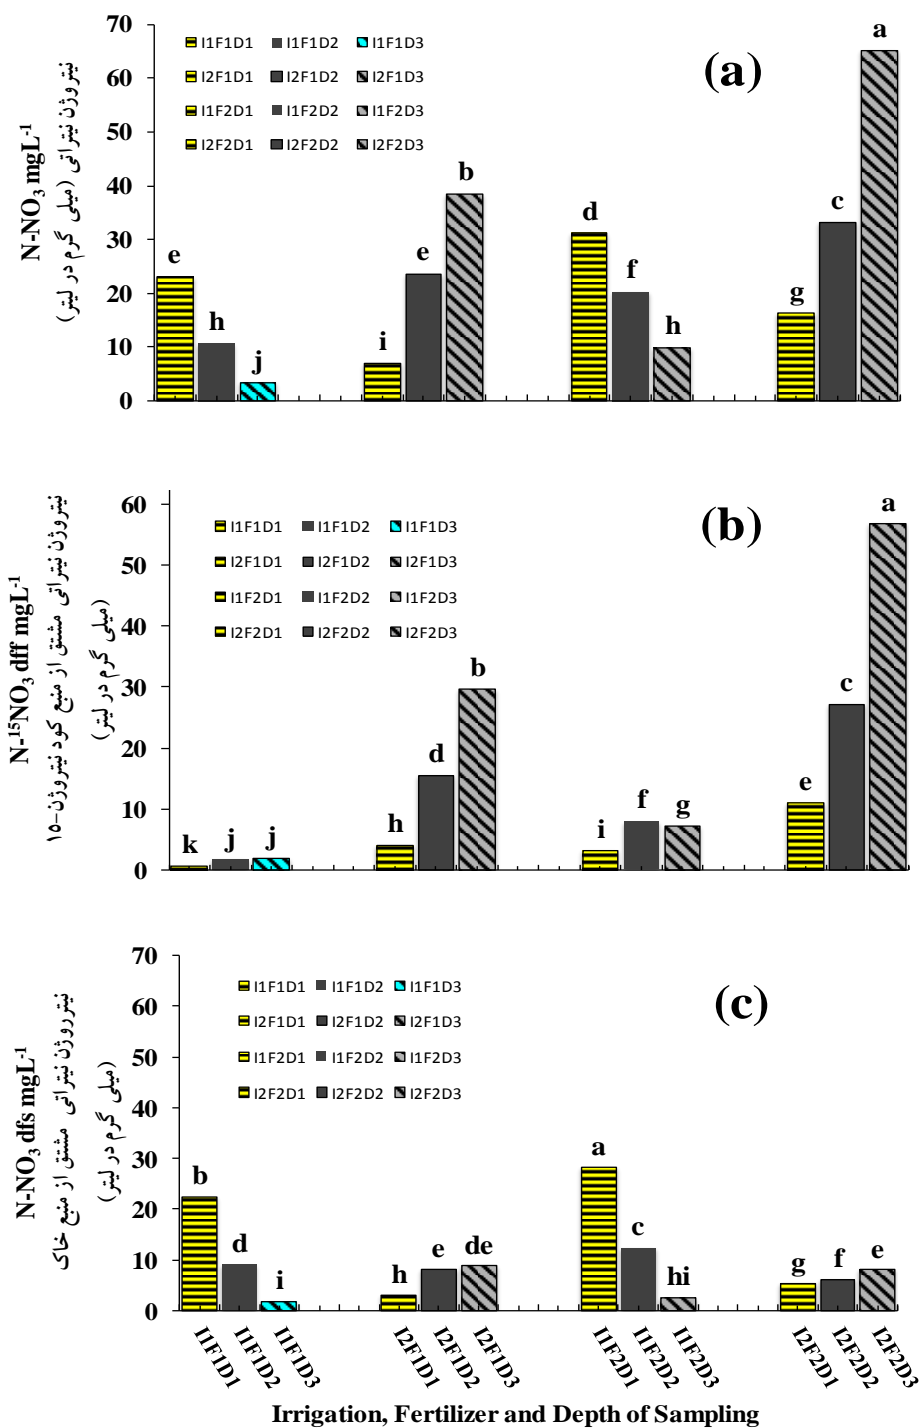 70
60
50
40
30
20
10
0
N-NO3 mgL-1
نیتروژن نیتراتی (میلی گرم در لیتر)
I1F1D1 I1F1D2 I1F1D3
I2F1D1 I2F1D2 I2F1D3
I1F2D1 I1F2D2 I1F2D3
I2F2D1 I2F2D2 I2F2D3
(a)
e h j i e b d f h g c a
60
50
40
30
20
10
0
N-15NO3 dff mgL-1
نیتروژن نیتراتی مشتق از منبع کود نیتروژن-۱۵
(میلی گرم در لیتر)
I1F1D1 I1F1D2 I1F1D3
I2F1D1 I2F1D2 I2F1D3
I1F2D1 I1F2D2 I1F2D3
I2F2D1 I2F2D2 I2F2D3
(b)
k j j h d b i f g e c a
70
60
50
40
30
20
10
0
N-NO3 dfs mgL-1
نیترروژن نیتراتی مشتق از منبع خاک
(میلی گرم در لیتر)
I1F1D1 I1F1D2 I1F1D3
I2F1D1 I2F1D2 I2F1D3
I1F2D1 I1F2D2 I1F2D3
I2F2D1 I2F2D2 I2F2D3
(c)
b d i h e de a c hi g f e
I1F1D1 I1F1D2 I1F1D3 I2F1D1 I2F1D2 I2F1D3 I1F2D1 I1F2D2 I1F2D3 I2F2D1 I2F2D2 I2F2D3
Irrigation, Fertilizer and Depth of Sampling